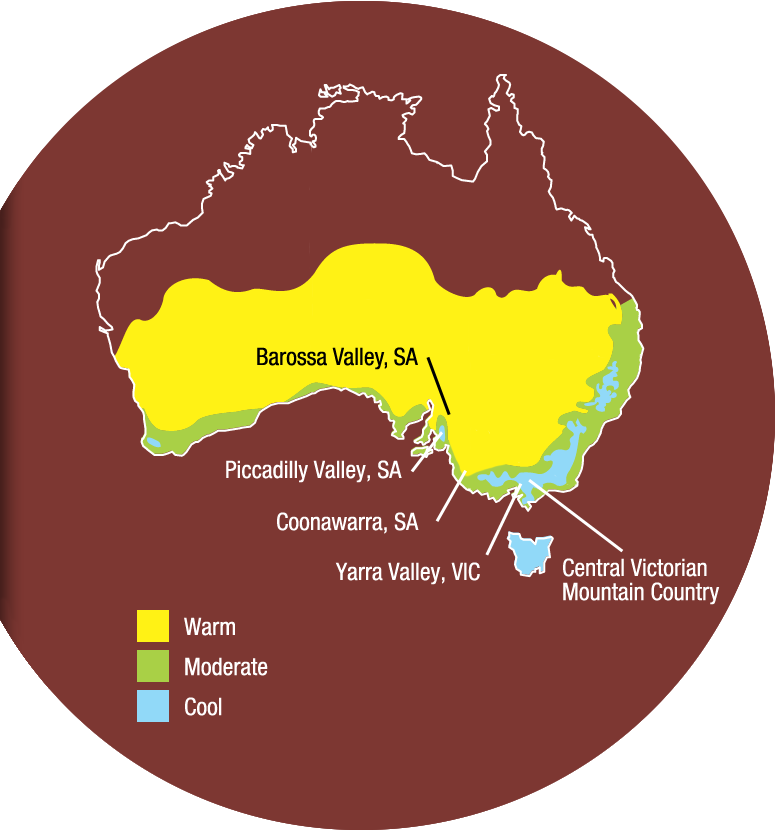 Barossa Valley, SA
Piccadilly Valley, SA
Coonawarra, SA
Yarra Valley, VIC
Central Victorian
Mountain Country
Warm
Moderate
Cool